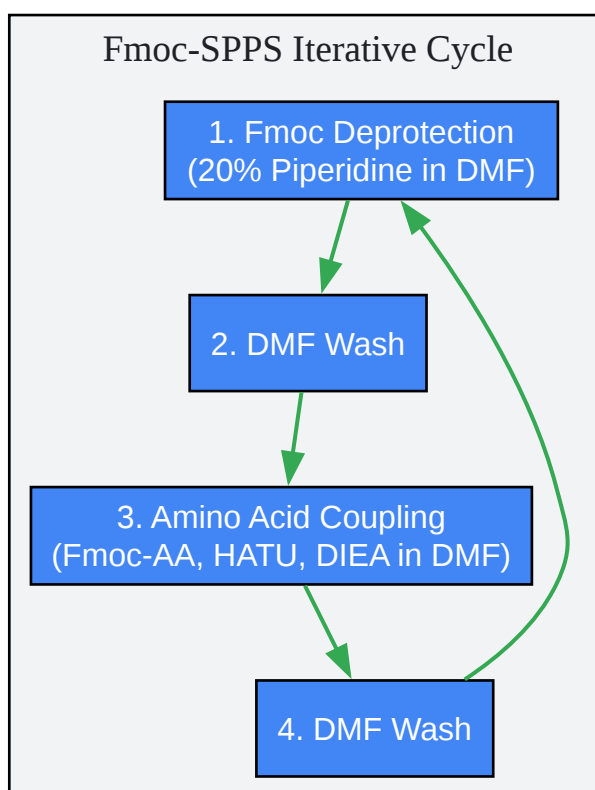 Fmoc-SPPS Iterative Cycle
1. Fmoc Deprotection
(20% Piperidine in DMF)
2. DMF Wash
3. Amino Acid Coupling
(Fmoc-AA, HATU, DIEA in DMF)
4. DMF Wash